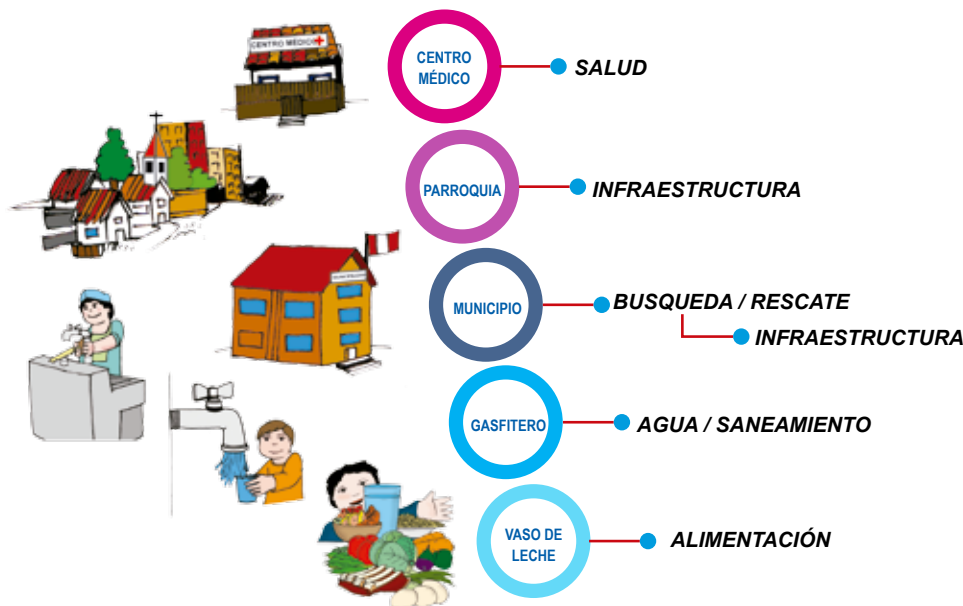 CENTRO MÉDICO
CENTRO
MÉDICO
SALUD
PARROQUIA
INFRAESTRUCTURA
MUNICIPIO
BUSQUEDA / RESCATE
INFRAESTRUCTURA
GASFITERO
AGUA / SANEAMIENTO
VASO DE
LECHE
ALIMENTACIÓN